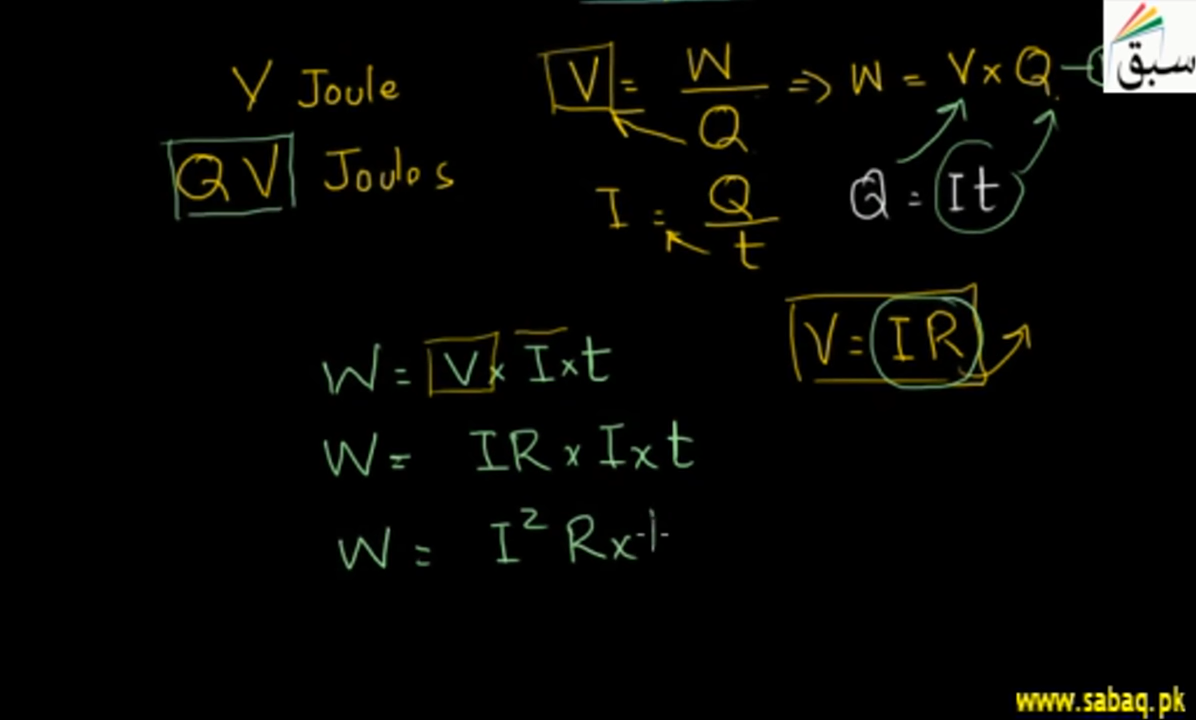 V Joule
QV Joules
V = W/Q => W = V x Q
I = Q/t
Q = It
V = IR
W = V x I x t
W = IR x I x t
W = I² R x t
سبق
www.sabaq.pk